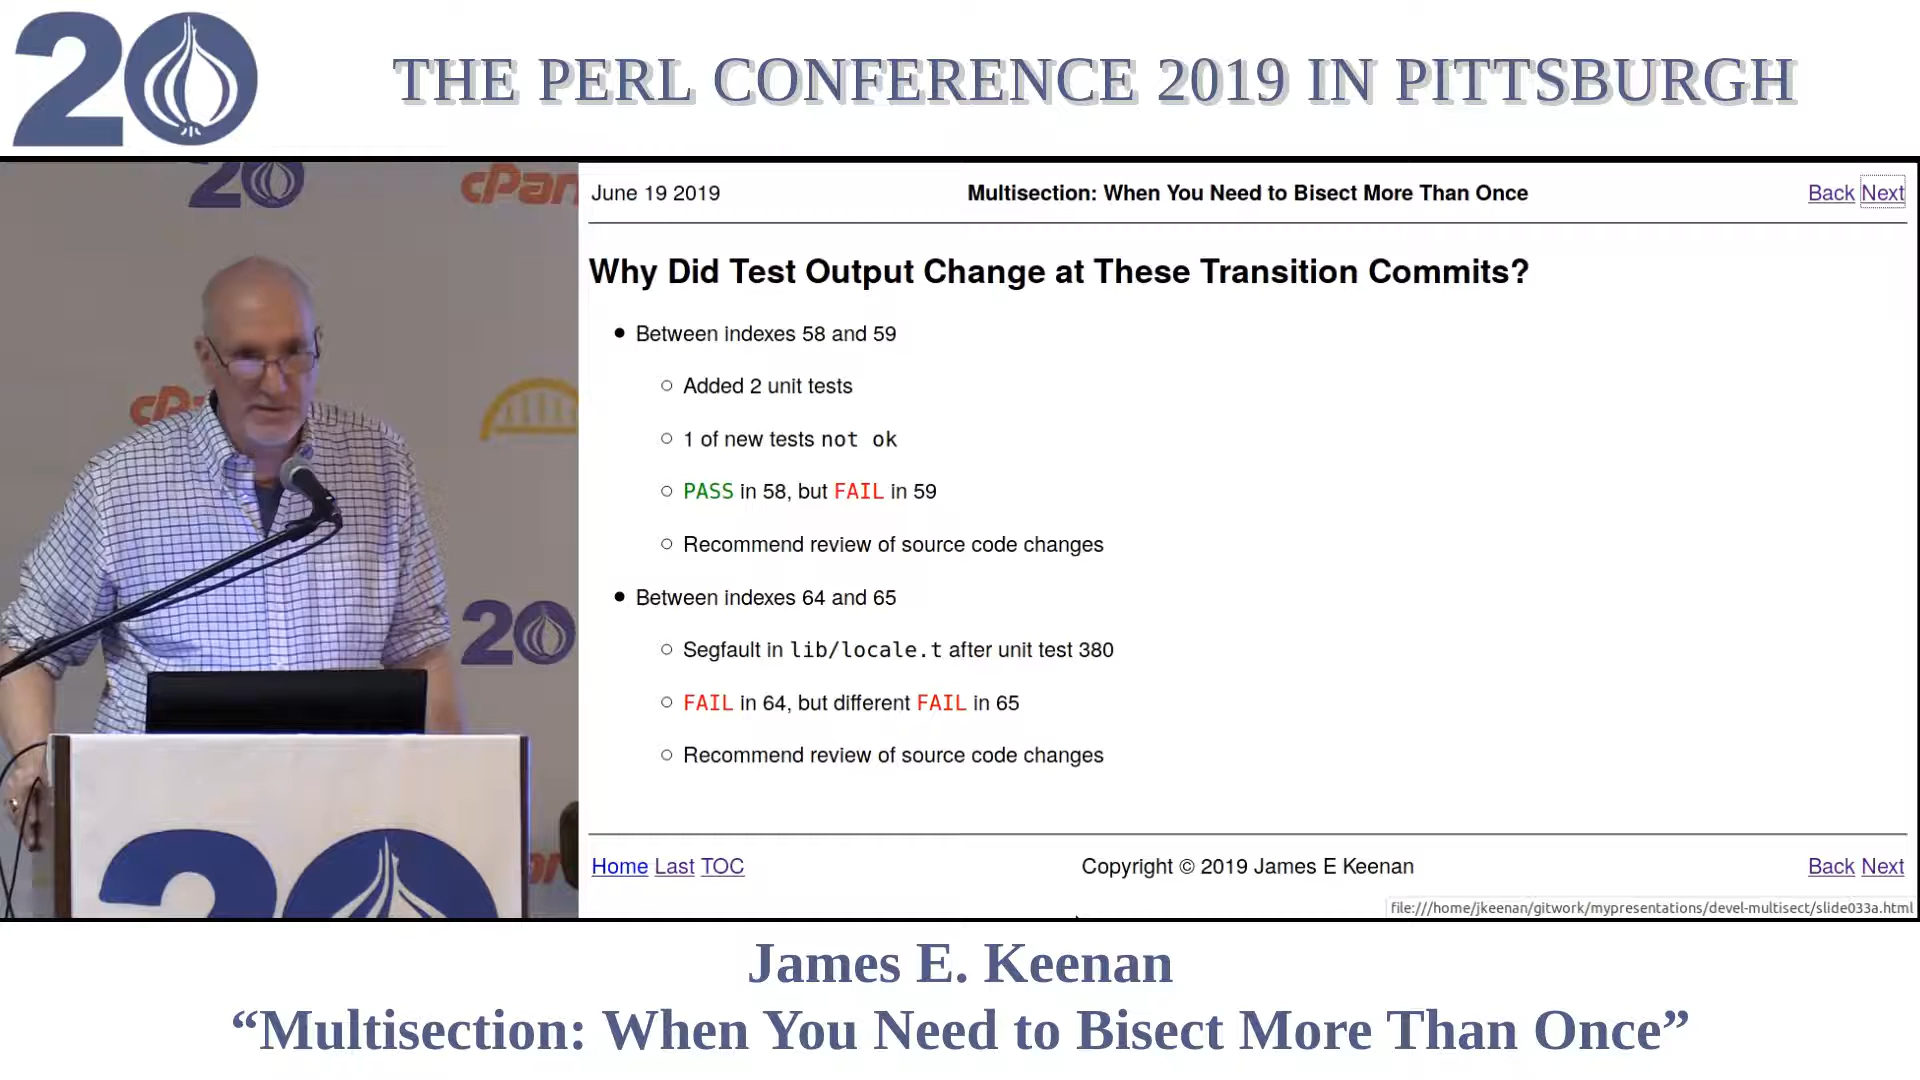 20
THE PERL CONFERENCE 2019 IN PITTSBURGH
20
cPan
cPa
20
June 19 2019
Multisection: When You Need to Bisect More Than Once
Back Next
Why Did Test Output Change at These Transition Commits?
Between indexes 58 and 59
Added 2 unit tests
1 of new tests not ok
PASS in 58, but FAIL in 59
Recommend review of source code changes
Between indexes 64 and 65
Segfault in lib/locale.t after unit test 380
FAIL in 64, but different FAIL in 65
Recommend review of source code changes
Home Last TOC
Copyright © 2019 James E Keenan
Back Next
file:///home/jkeenan/gitwork/mypresentations/devel-multisect/slide033a.html
James E. Keenan
“Multisection: When You Need to Bisect More Than Once”